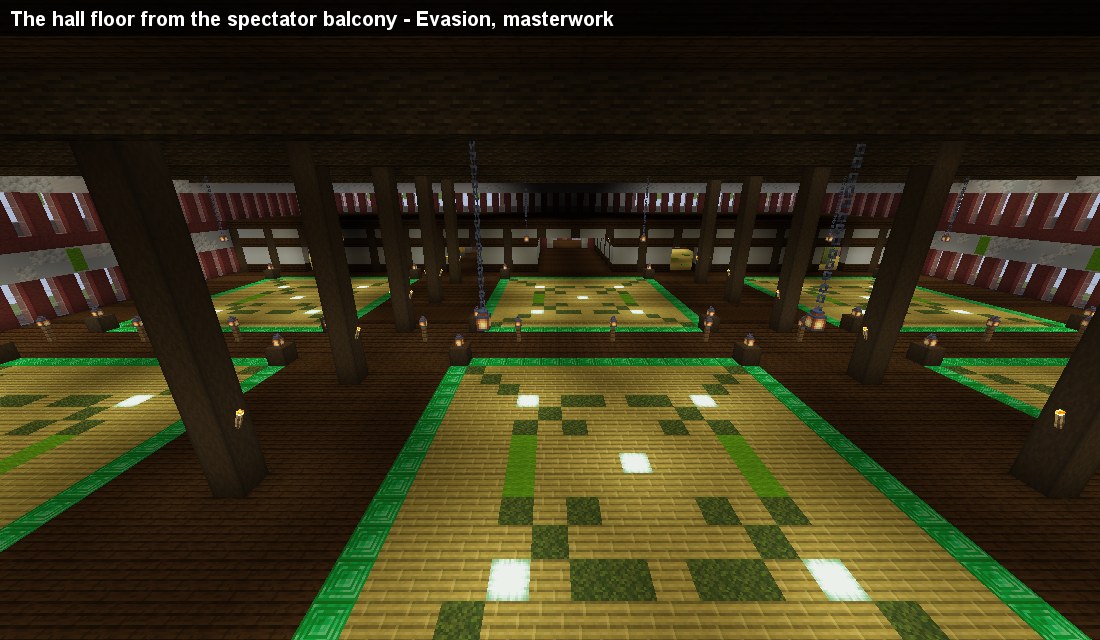 The hall floor from the spectator balcony - Evasion, masterwork